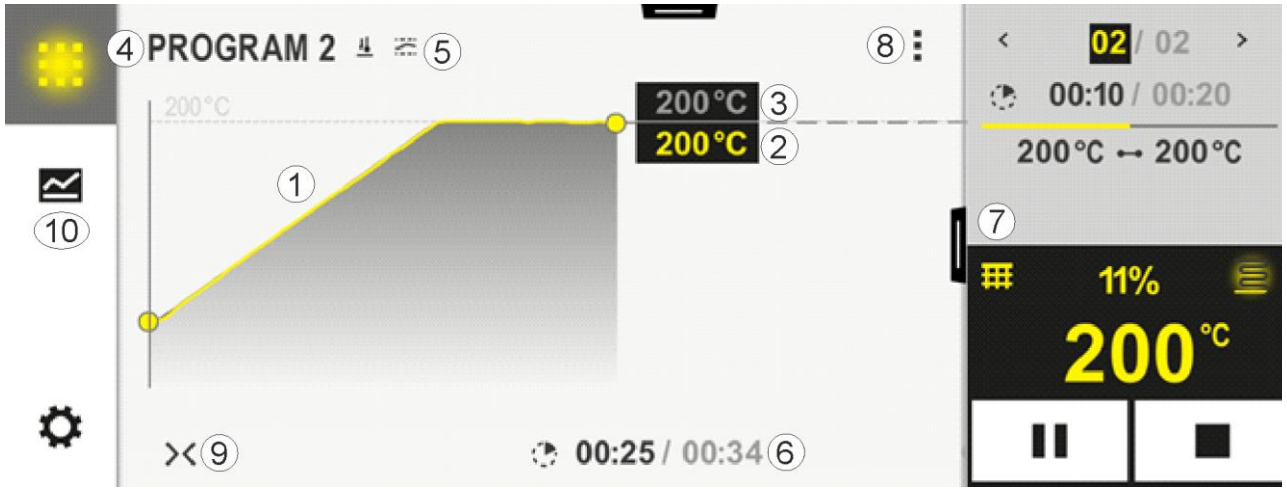 ④ PROGRAM 2 ⑤
⑧
200°C
200°C ③
200°C ②
①
⑩
⑨
00:25 / 00:34 ⑥
< 02 / 02 >
00:10 / 00:20
200°C 200°C
⑦
11%
200°C